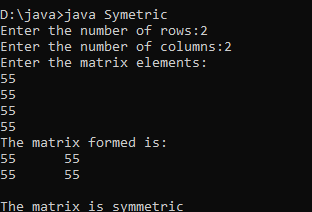 D:\java>java Symetric
Enter the number of rows:2
Enter the number of columns:2
Enter the matrix elements:
55
55
55
55
The matrix formed is:
55 55
55 55
The matrix is symmetric